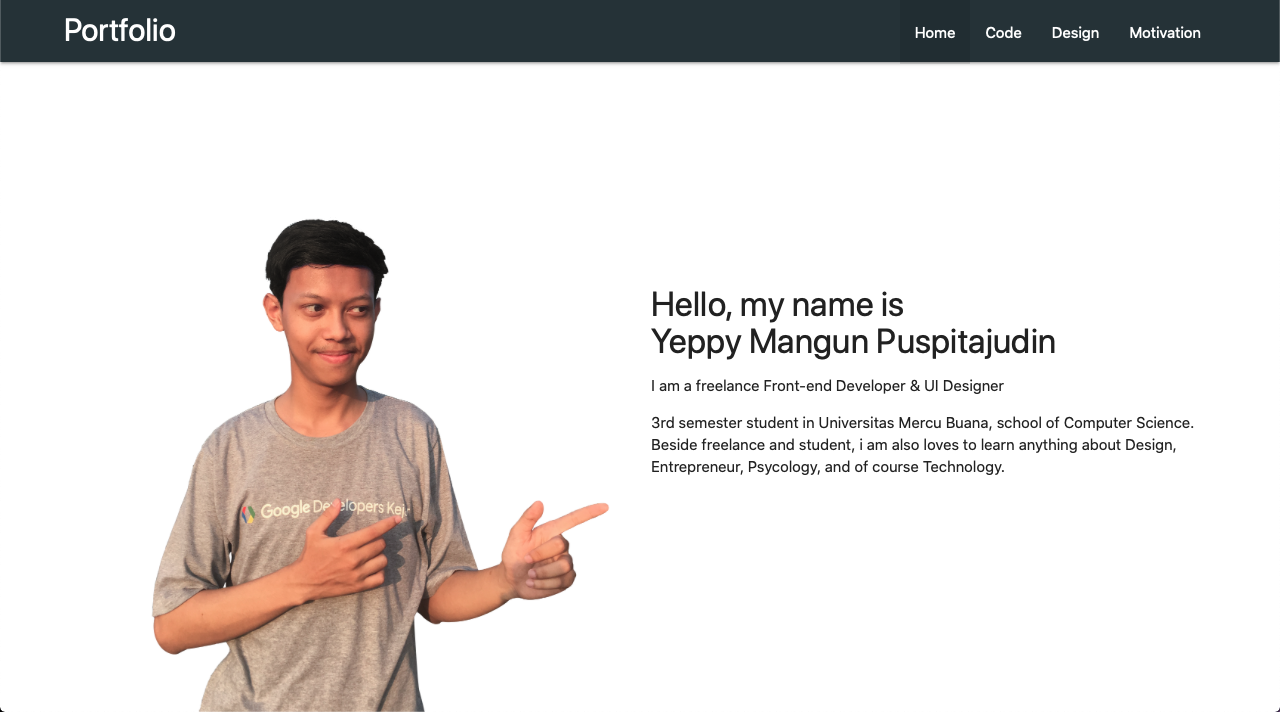 Portfolio
Home Code Design Motivation
Hello, my name is
Yeppy Mangun Puspitajudin
I am a freelance Front-end Developer & UI Designer
3rd semester student in Universitas Mercu Buana, school of Computer Science.
Beside freelance and student, i am also loves to learn anything about Design,
Entrepreneur, Psycology, and of course Technology.
Google Developers